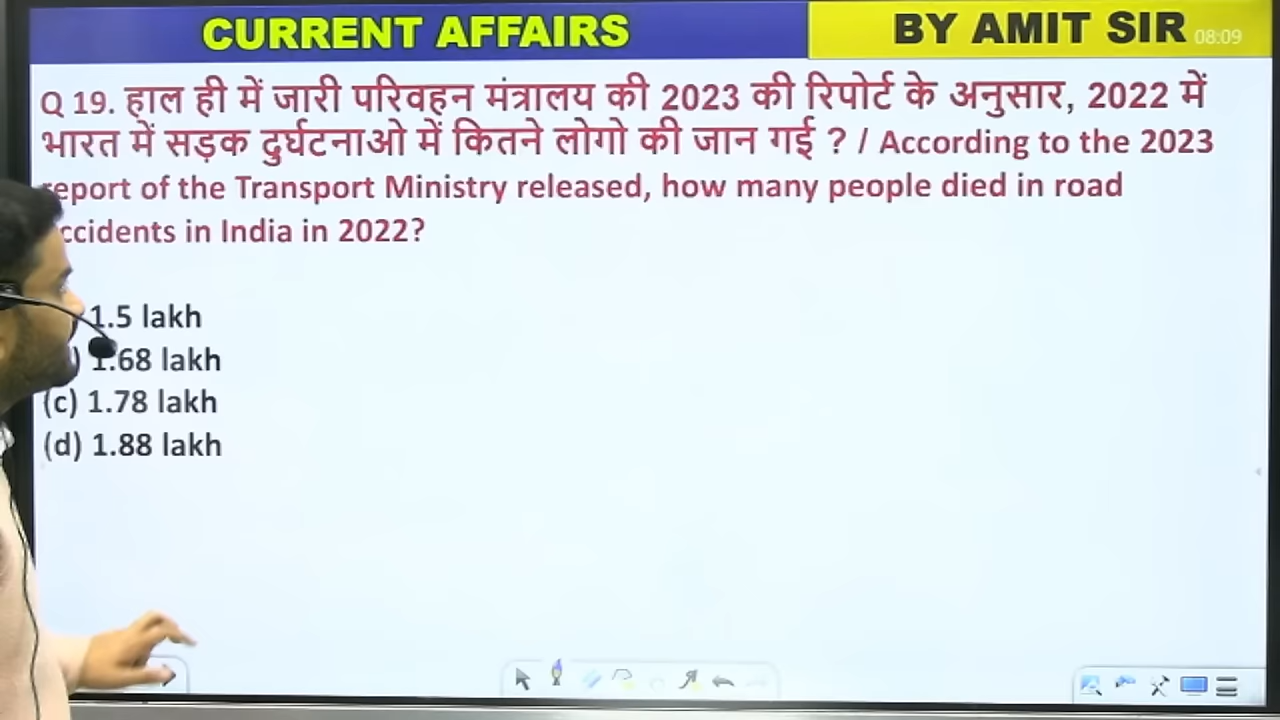 CURRENT AFFAIRS
BY AMIT SIR 08:09
Q 19. हाल ही में जारी परिवहन मंत्रालय की 2023 की रिपोर्ट के अनुसार, 2022 में
भारत में सड़क दुर्घटनाओ में कितने लोगो की जान गई ? / According to the 2023
report of the Transport Ministry released, how many people died in road
ccidents in India in 2022?
) 1.5 lakh
) 1.68 lakh
(c) 1.78 lakh
(d) 1.88 lakh